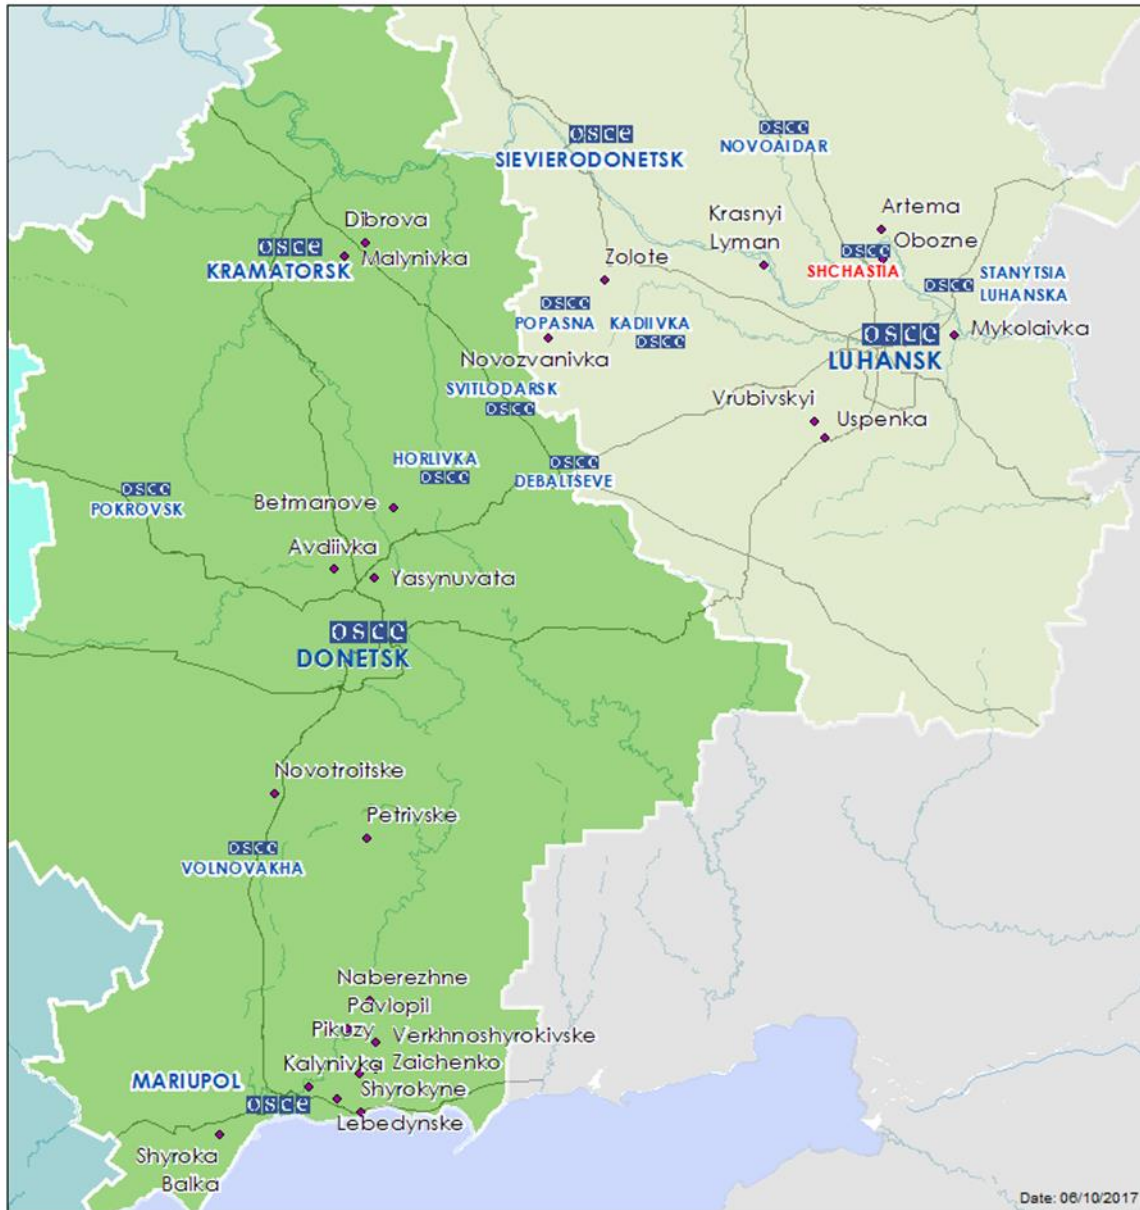 OSCE
SIEVIERODONETSK
OSCE
NOVOAIDAR
Dibrova
OSCE
KRAMATORSK
Malynivka
Krasnyi
Lyman
Artema
Obozne
OSCE
SHCHASTIA
Zolote
OSCE
STANYTSIA
LUHANSKA
OSCE
POPASNA
KADIIVKA
OSCE
Novozvanivka
OSCE
LUHANSK
Mykolaivka
SVITLODARSK
OSCE
Vrubivskyi
Uspenka
HORLIVKA
OSCE
OSCE
DEBALTSEVE
OSCE
POKROVSK
Betmanove
Avdiivka
Yasynuvata
OSCE
DONETSK
Novotroitske
Petrivske
OSCE
VOLNOVAKHA
Naberezhne
Pavlopil
Pikuzy
Verkhnoshyrokivske
Kalynivka
Zaichenko
MARIUPOL
OSCE
Shyrokyne
Lebedynske
Shyroka
Balka
Date: 06/10/2017